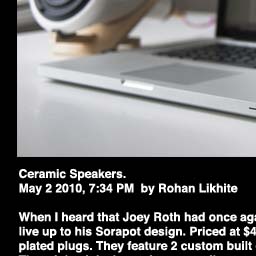 Ceramic Speakers.
May 2 2010, 7:34 PM by Rohan Likhite
When I heard that Joey Roth had once aga
live up to his Sorapot design. Priced at $4
plated plugs. They feature 2 custom built